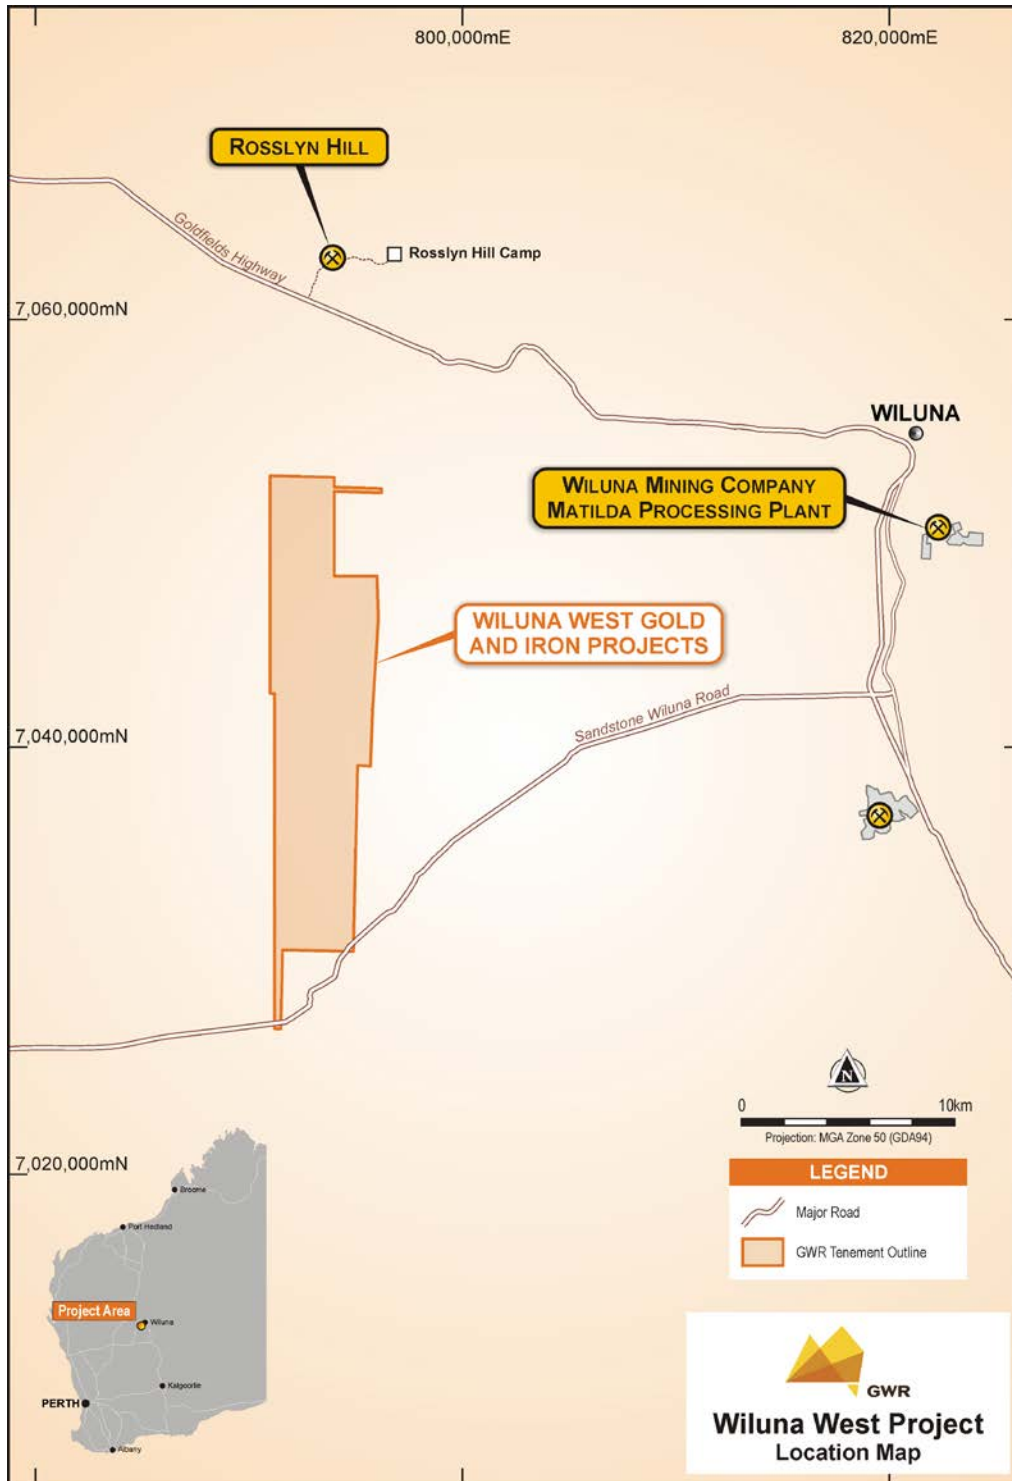 800,000mE
820,000mE
ROSSLYN HILL
Goldfields Highway
Rosslyn Hill Camp
7,060,000mN
WILUNA
WILUNA MINING COMPANY
MATILDA PROCESSING PLANT
WILUNA WEST GOLD
AND IRON PROJECTS
Sandstone Wiluna Road
7,040,000mN
N
0
10km
Projection: MGA Zone 50 (GDA94)
7,020,000mN
LEGEND
Major Road
GWR Tenement Outline
Broome
Port Hedland
Project Area
Wiluna
Kalgoorlie
PERTH
Albany
GWR
Wiluna West Project
Location Map